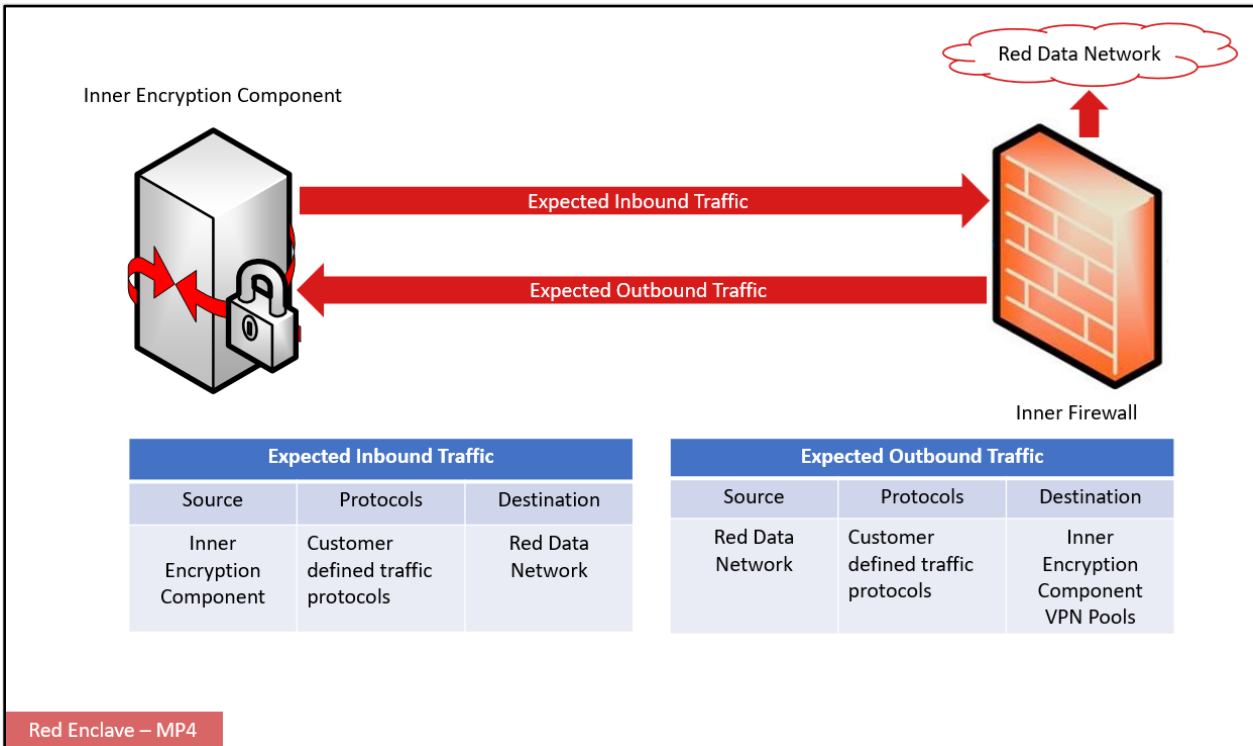 Red Data Network
Inner Encryption Component
Expected Inbound Traffic
Expected Outbound Traffic
Inner Firewall
Expected Inbound Traffic
Source Protocols Destination
Inner
Encryption
Component
Customer
defined traffic
protocols
Red Data
Network
Expected Outbound Traffic
Source Protocols Destination
Red Data
Network
Customer
defined traffic
protocols
Inner
Encryption
Component
VPN Pools
Red Enclave – MP4